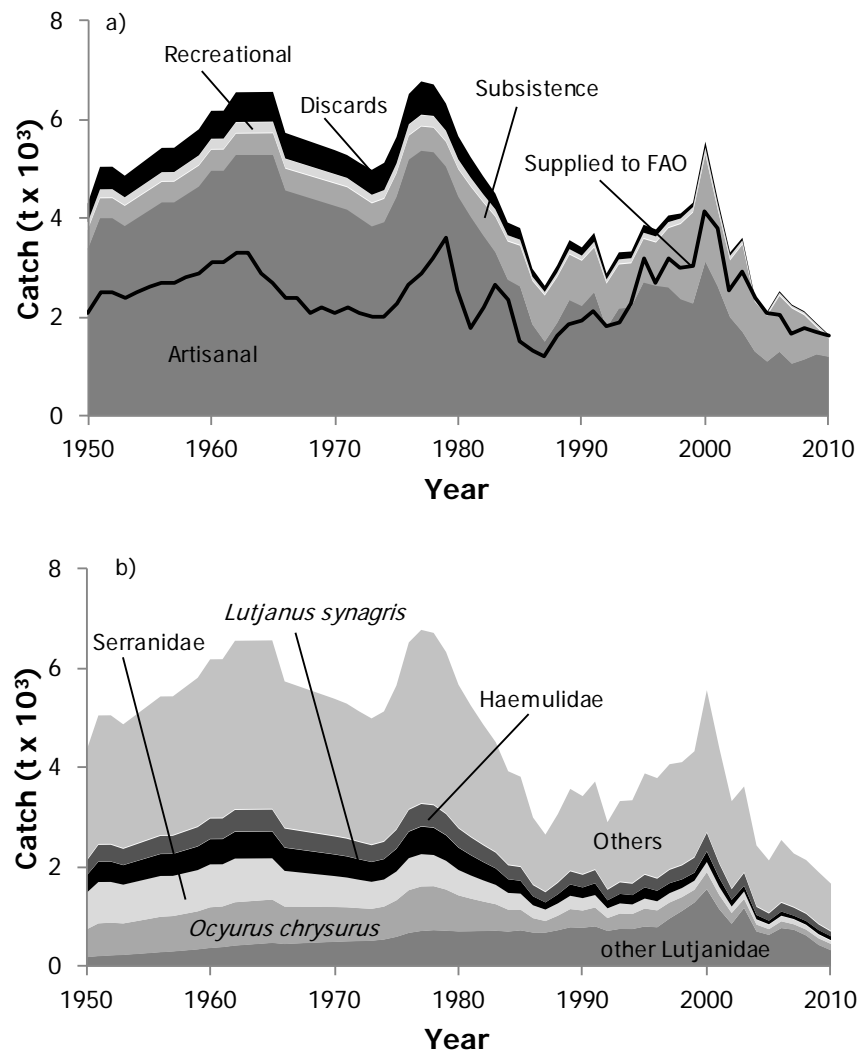 a)
8
6
4
2
0
Catch (t x 10³)
Recreational
Discards
Subsistence
Supplied to FAO
Artisanal
1950 1960 1970 1980 1990 2000 2010
Year
b)
8
6
4
2
0
Catch (t x 10³)
Lutjanus synagris
Serranidae
Haemulidae
Others
Ocyurus chrysurus
other Lutjanidae
1950 1960 1970 1980 1990 2000 2010
Year